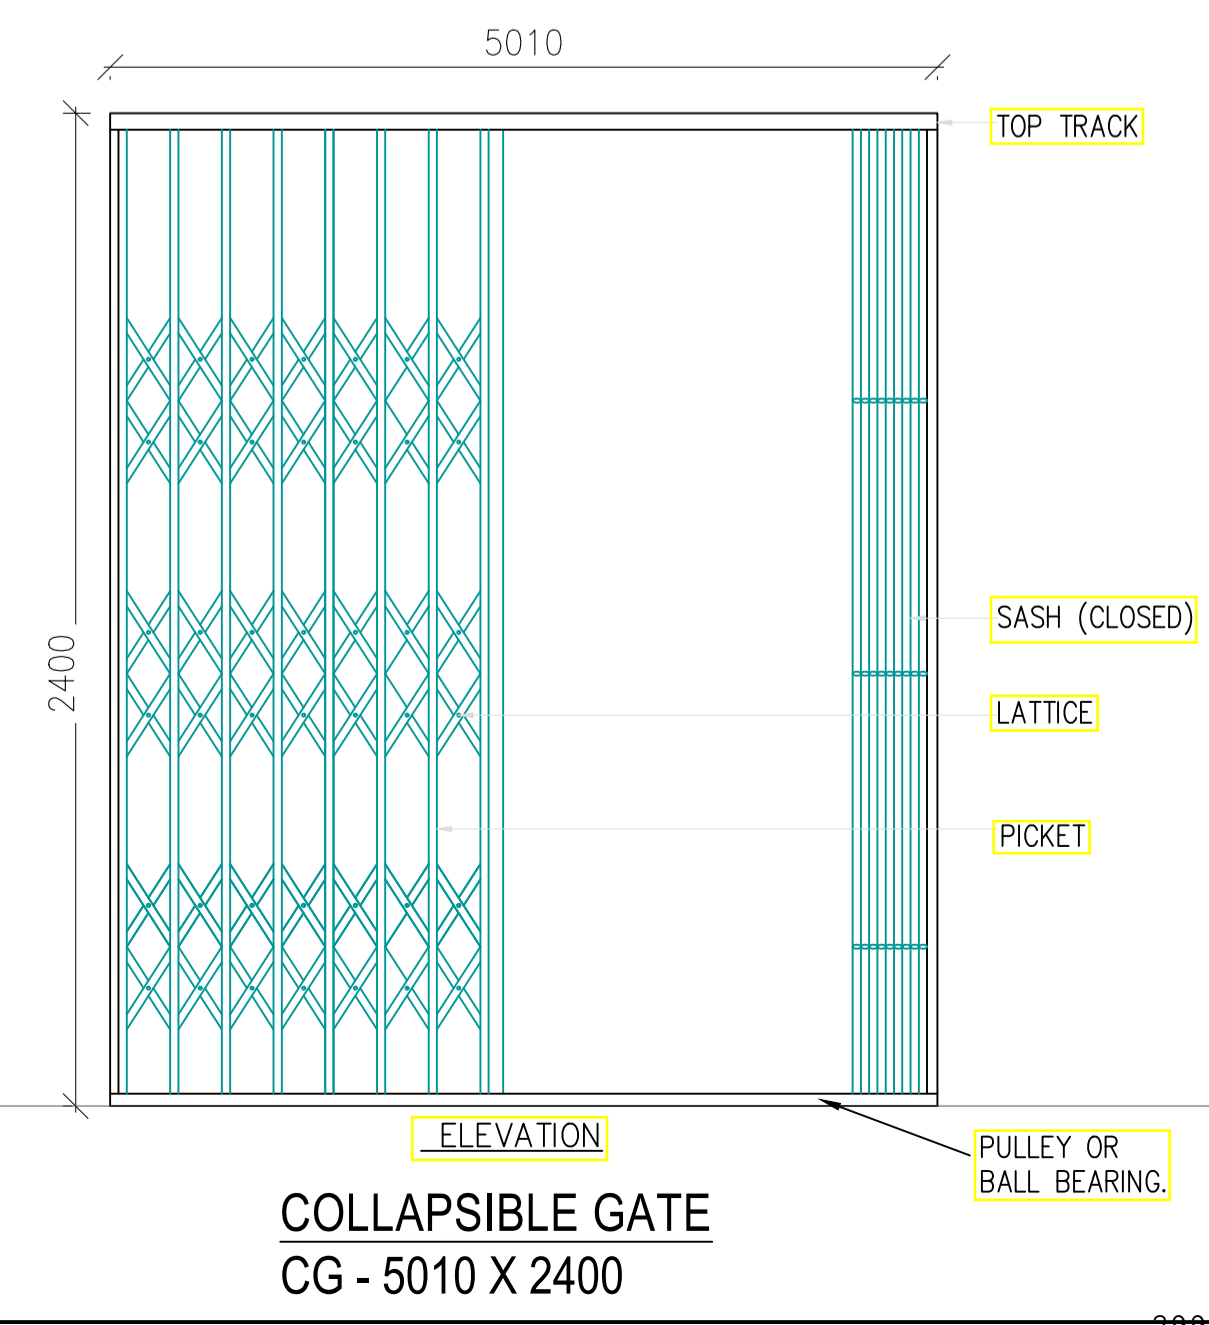 5010
TOP TRACK
2400
SASH (CLOSED)
LATTICE
PICKET
ELEVATION
PULLEY OR
BALL BEARING.
COLLAPSIBLE GATE
CG - 5010 X 2400